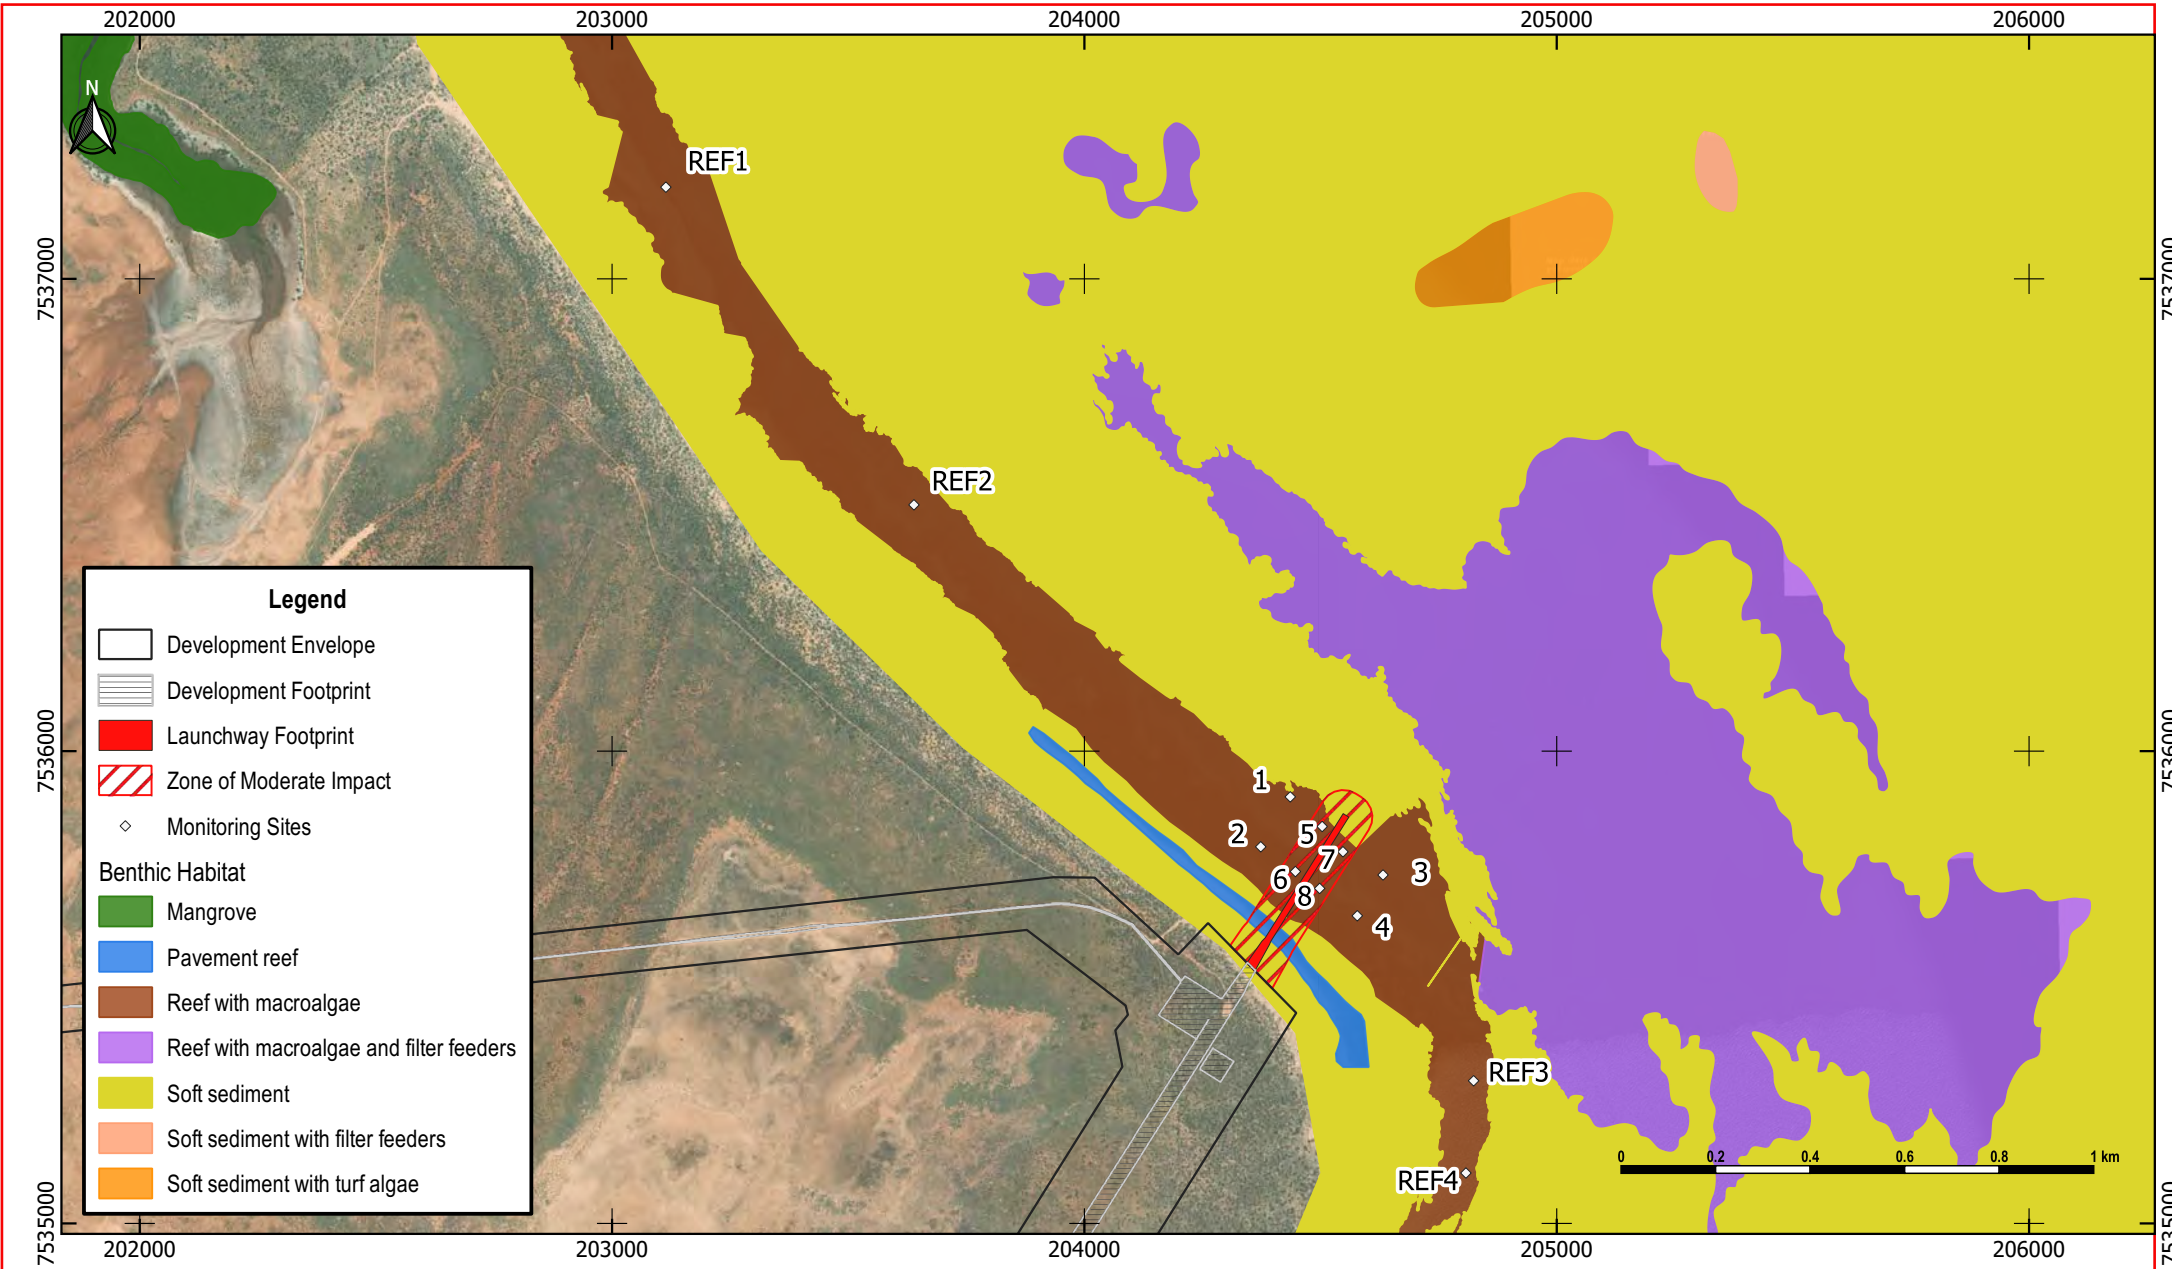 202000 203000 204000 205000 206000
N
REF1
7537000 7537000
REF2
Legend
Development Envelope
Development Footprint
Launchway Footprint
Zone of Moderate Impact
Monitoring Sites
Benthic Habitat
Mangrove
Pavement reef
Reef with macroalgae
Reef with macroalgae and filter feeders
Soft sediment
Soft sediment with filter feeders
Soft sediment with turf algae
7536000 7536000
1
2
5
7
3
6
8
4
REF3
0 0.2 0.4 0.6 0.8 1 km
REF4
7535000 7535000
202000 203000 204000 205000 206000